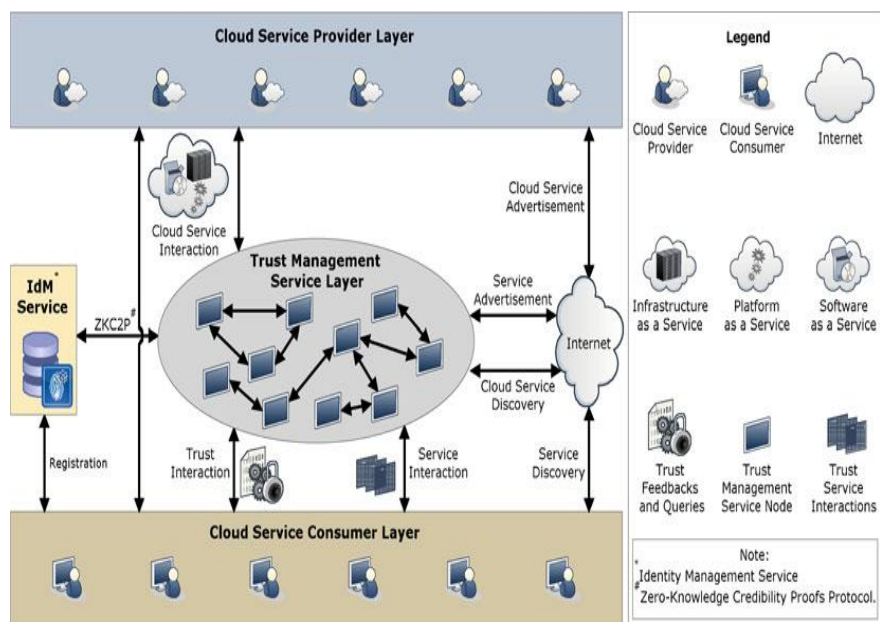 Cloud Service Provider Layer
Cloud Service
Interaction
Cloud Service
Advertisement
Trust Management
Service Layer
IdM*
Service
ZKC2P#
Service
Advertisement
Internet
Cloud Service
Discovery
Registration
Trust
Interaction
Service
Interaction
Service
Discovery
Cloud Service Consumer Layer
Legend
Cloud Service
Provider
Cloud Service
Consumer
Internet
Infrastructure
as a Service
Platform
as a Service
Software
as a Service
Trust
Feedbacks
and Queries
Trust
Management
Service Node
Trust
Service
Interactions
Note:
*Identity Management Service
#Zero-Knowledge Credibility Proofs Protocol.